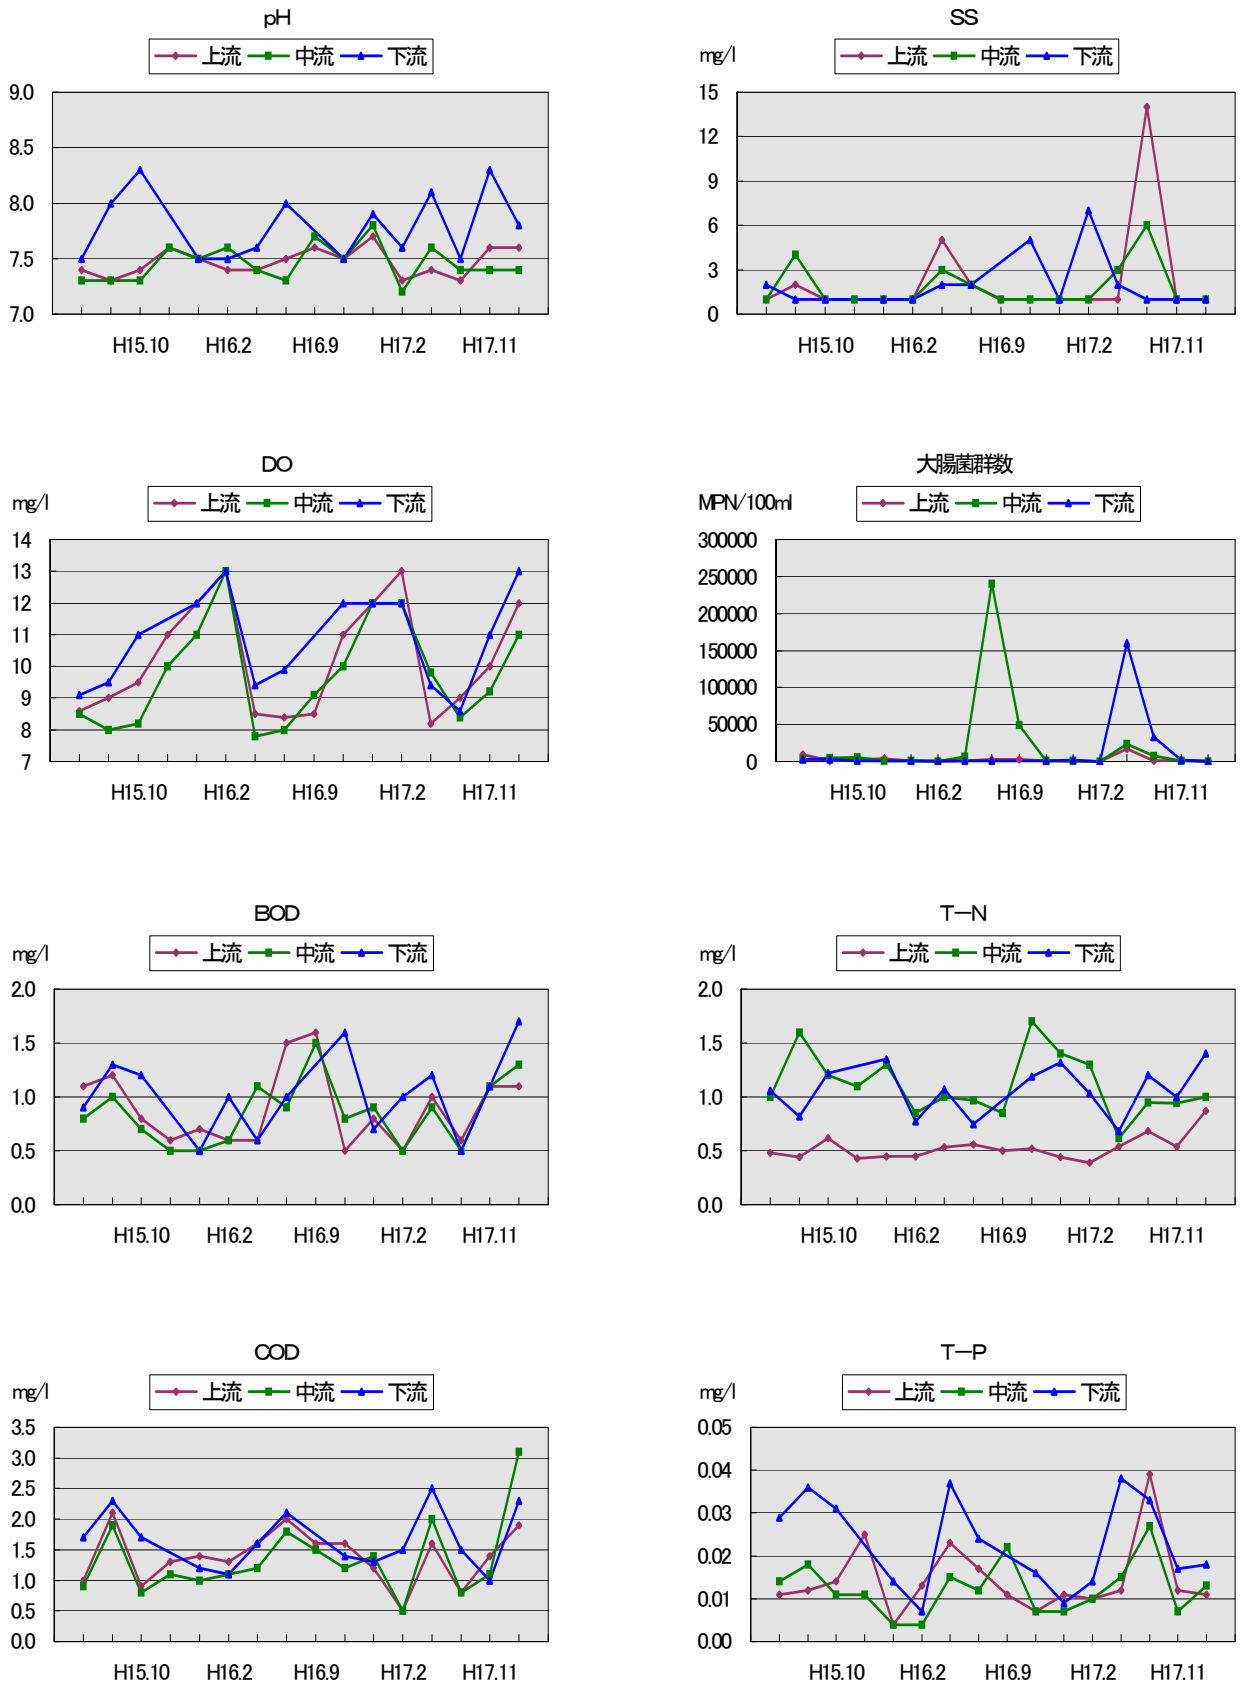 pH
上流 中流 下流
9.0
8.5
8.0
7.5
7.0
H15.10 H16.2 H16.9 H17.2 H17.11
SS
mg/l
上流 中流 下流
15
12
9
6
3
0
H15.10 H16.2 H16.9 H17.2 H17.11
DO
mg/l
上流 中流 下流
14
13
12
11
10
9
8
7
H15.10 H16.2 H16.9 H17.2 H17.11
大腸菌群数
MPN/100ml
上流 中流 下流
300000
250000
200000
150000
100000
50000
0
H15.10 H16.2 H16.9 H17.2 H17.11
BOD
mg/l
上流 中流 下流
2.0
1.5
1.0
0.5
0.0
H15.10 H16.2 H16.9 H17.2 H17.11
T－N
mg/l
上流 中流 下流
2.0
1.5
1.0
0.5
0.0
H15.10 H16.2 H16.9 H17.2 H17.11
COD
mg/l
上流 中流 下流
3.5
3.0
2.5
2.0
1.5
1.0
0.5
0.0
H15.10 H16.2 H16.9 H17.2 H17.11
T－P
mg/l
上流 中流 下流
0.05
0.04
0.03
0.02
0.01
0.00
H15.10 H16.2 H16.9 H17.2 H17.11